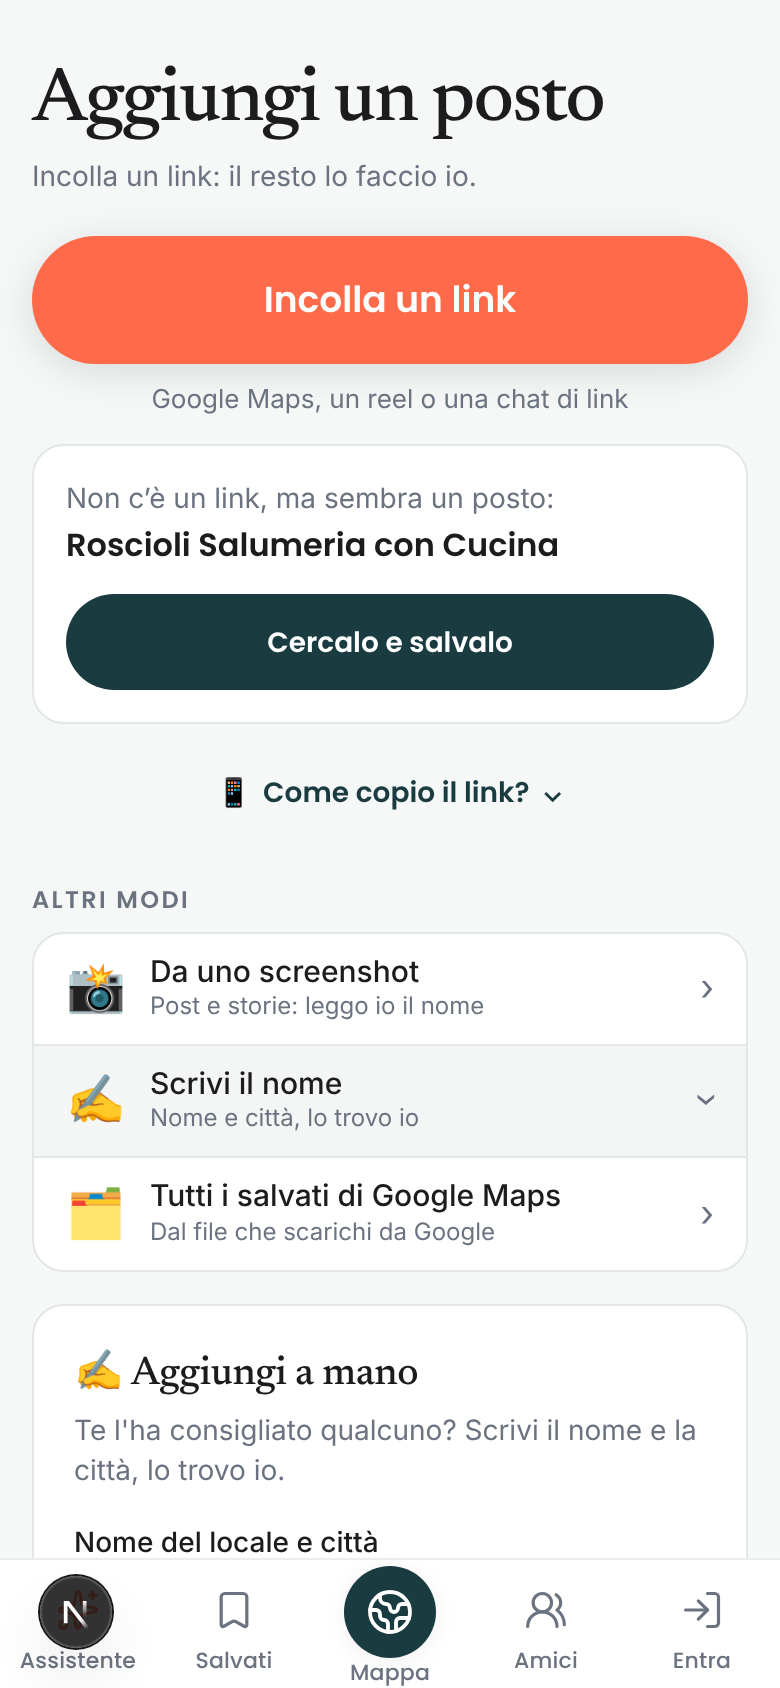 Aggiungi un posto
Incolla un link: il resto lo faccio io.
Incolla un link
Google Maps, un reel o una chat di link
Non c’è un link, ma sembra un posto:
Roscioli Salumeria con Cucina
Cercalo e salvalo
Come copio il link?
ALTRI MODI
Da uno screenshot
Post e storie: leggo io il nome
Scrivi il nome
Nome e città, lo trovo io
Tutti i salvati di Google Maps
Dal file che scarichi da Google
Aggiungi a mano
Te l'ha consigliato qualcuno? Scrivi il nome e la
città, lo trovo io.
Nome del locale e città
N
Assistente
Salvati
Mappa
Amici
Entra